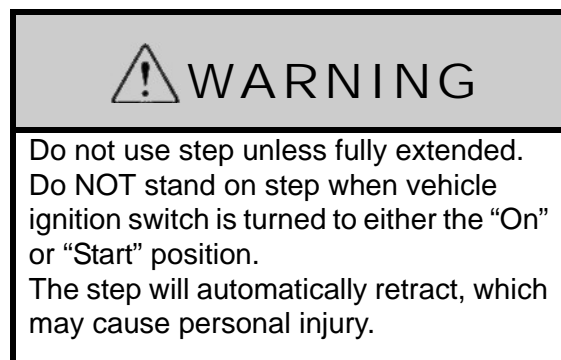 WARNING
Do not use step unless fully extended.
Do NOT stand on step when vehicle
ignition switch is turned to either the “On”
or “Start” position.
The step will automatically retract, which
may cause personal injury.